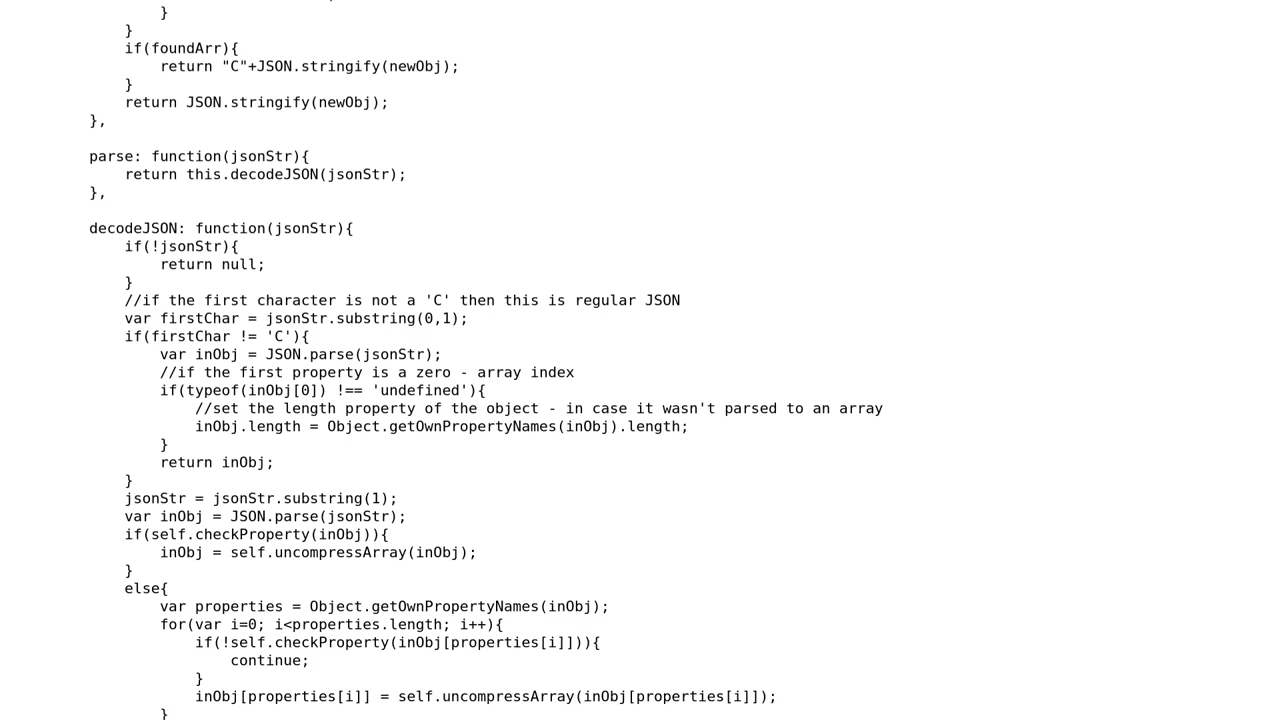 }
}
if(foundArr){
return "C"+JSON.stringify(newObj);
}
return JSON.stringify(newObj);
},
parse: function(jsonStr){
return this.decodeJSON(jsonStr);
},
decodeJSON: function(jsonStr){
if(!jsonStr){
return null;
}
//if the first character is not a 'C' then this is regular JSON
var firstChar = jsonStr.substring(0,1);
if(firstChar != 'C'){
var inObj = JSON.parse(jsonStr);
//if the first property is a zero - array index
if(typeof(inObj[0]) !== 'undefined'){
//set the length property of the object - in case it wasn't parsed to an array
inObj.length = Object.getOwnPropertyNames(inObj).length;
}
return inObj;
}
jsonStr = jsonStr.substring(1);
var inObj = JSON.parse(jsonStr);
if(self.checkProperty(inObj)){
inObj = self.uncompressArray(inObj);
}
else{
var properties = Object.getOwnPropertyNames(inObj);
for(var i=0; i<properties.length; i++){
if(!self.checkProperty(inObj[properties[i]])){
continue;
}
inObj[properties[i]] = self.uncompressArray(inObj[properties[i]]);
}